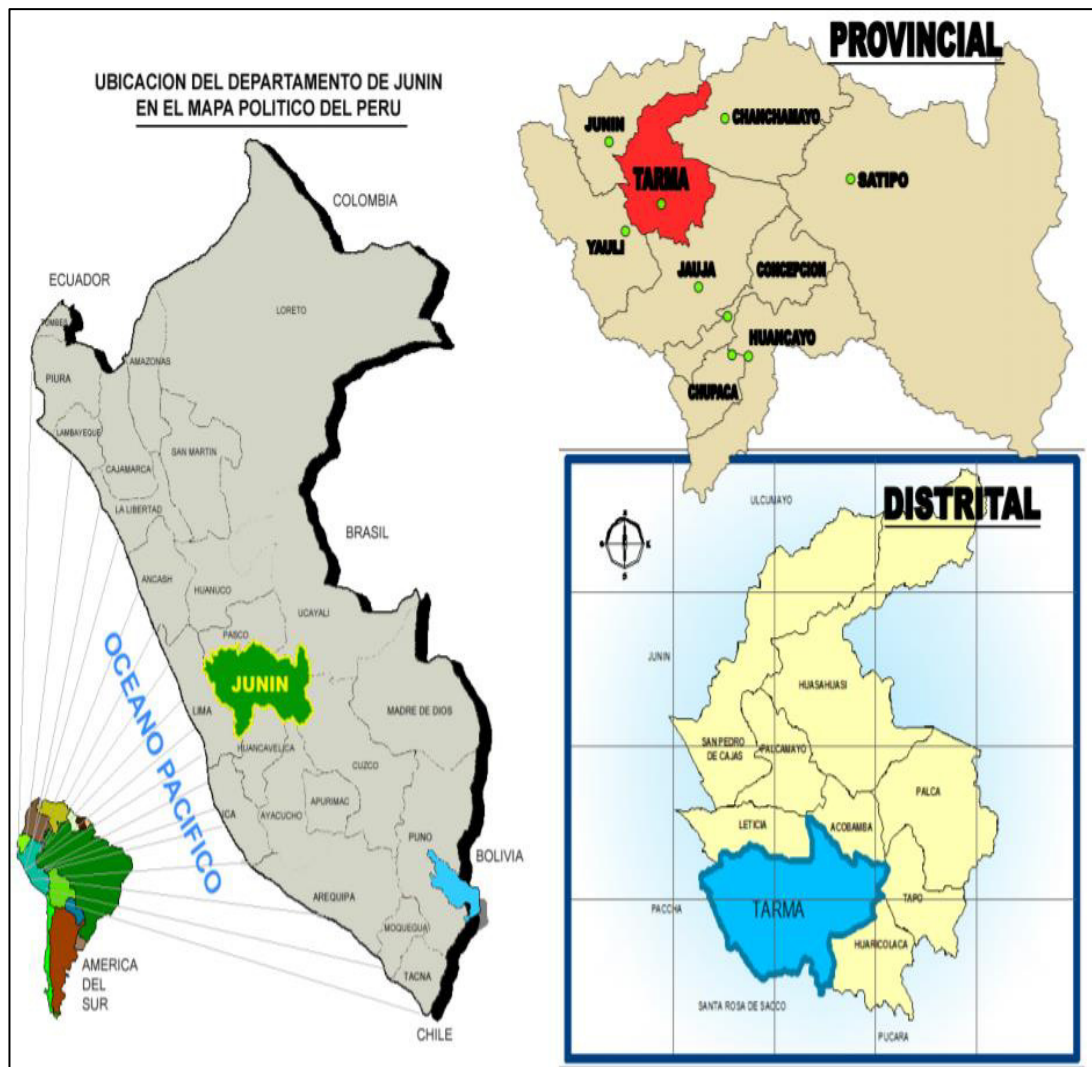 UBICACION DEL DEPARTAMENTO DE JUNIN
EN EL MAPA POLITICO DEL PERU
COLOMBIA
ECUADOR
LORETO
TUMBES
AMAZONAS
PIURA
LAMBAYEQUE
SAN MARTIN
CAJAMARCA
LA LIBERTAD
BRASIL
ANCASH
HUANUCO
UCAYALI
PASCO
JUNIN
LIMA
MADRE DE DIOS
HUANCAVELICA
CUZCO
OCEANO PACIFICO
ICA
AYACUCHO
APURIMAC
PUNO
BOLIVIA
AREQUIPA
MOQUEGUA
TACNA
AMERICA
DEL
SUR
CHILE
PROVINCIAL
JUNIN
CHANCHAMAYO
TARMA
SATIPO
YAULI
JAUJA
CONCEPCION
HUANCAYO
CHUPACA
DISTRITAL
ULCUMAYO
JUNIN
HUASAHUASI
SAN PEDRO
DE CAJAS
PALCAMAYO
PALCA
LETICIA
ACOBAMBA
TARMA
TAPO
PACCHA
HUARICOLACA
SANTA ROSA DE SACCO
PUCARA